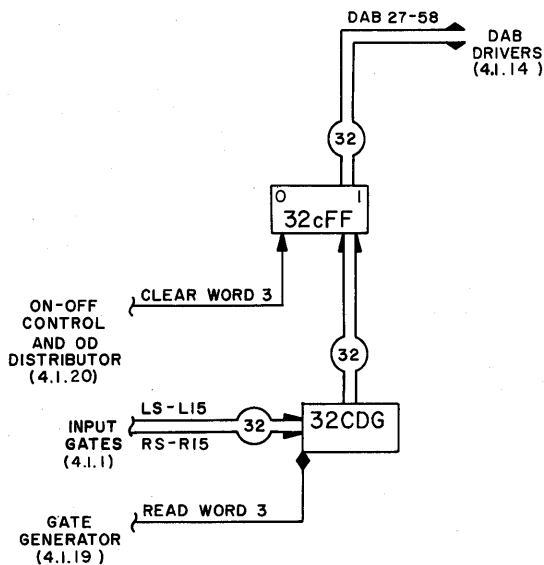 DAB 27-58
DAB
DRIVERS
(4.1.14)
32
0 1
32cFF
CLEAR WORD 3
ON-OFF
CONTROL
AND OD
DISTRIBUTOR
(4.1.20)
32
LS-L15
32
RS-R15
32CDG
INPUT
GATES
(4.1.1)
READ WORD 3
GATE
GENERATOR
(4.1.19)